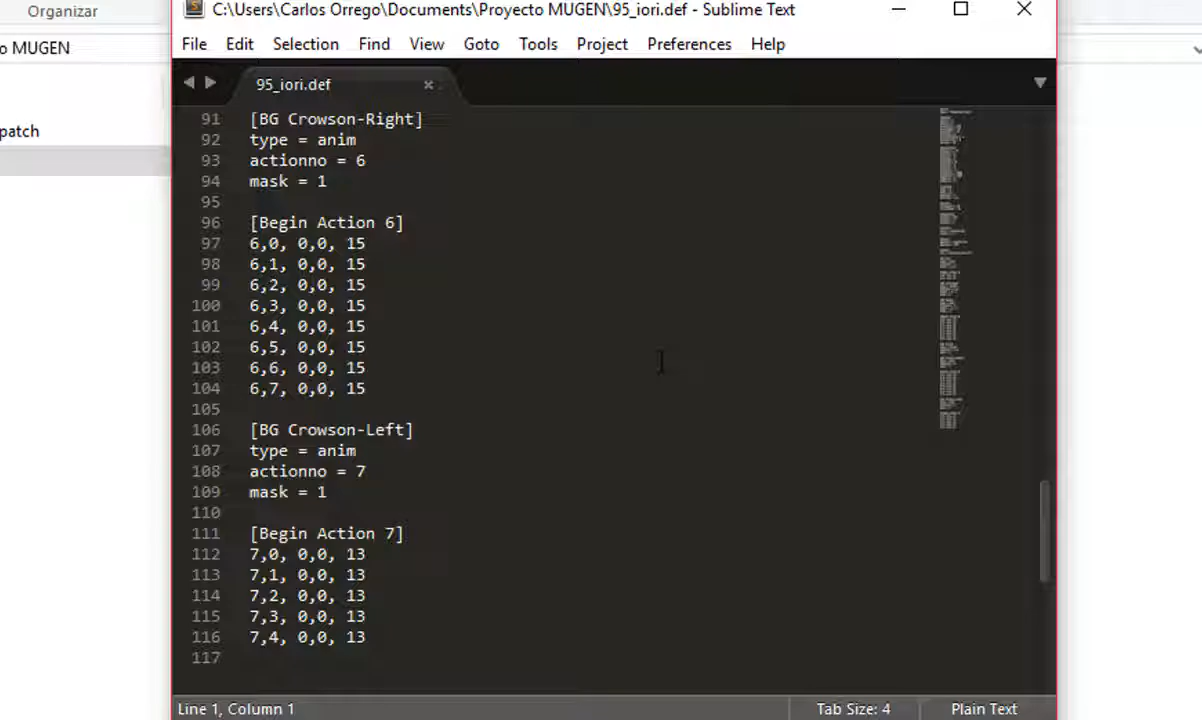 Organizar
o MUGEN
patch
C:\Users\Carlos Orrego\Documents\Proyecto MUGEN\95_iori.def - Sublime Text
File Edit Selection Find View Goto Tools Project Preferences Help
95_iori.def
91 [BG Crowson-Right]
92 type = anim
93 actionno = 6
94 mask = 1
95
96 [Begin Action 6]
97 6,0, 0,0, 15
98 6,1, 0,0, 15
99 6,2, 0,0, 15
100 6,3, 0,0, 15
101 6,4, 0,0, 15
102 6,5, 0,0, 15
103 6,6, 0,0, 15
104 6,7, 0,0, 15
105
106 [BG Crowson-Left]
107 type = anim
108 actionno = 7
109 mask = 1
110
111 [Begin Action 7]
112 7,0, 0,0, 13
113 7,1, 0,0, 13
114 7,2, 0,0, 13
115 7,3, 0,0, 13
116 7,4, 0,0, 13
117
Line 1, Column 1 Tab Size: 4 Plain Text